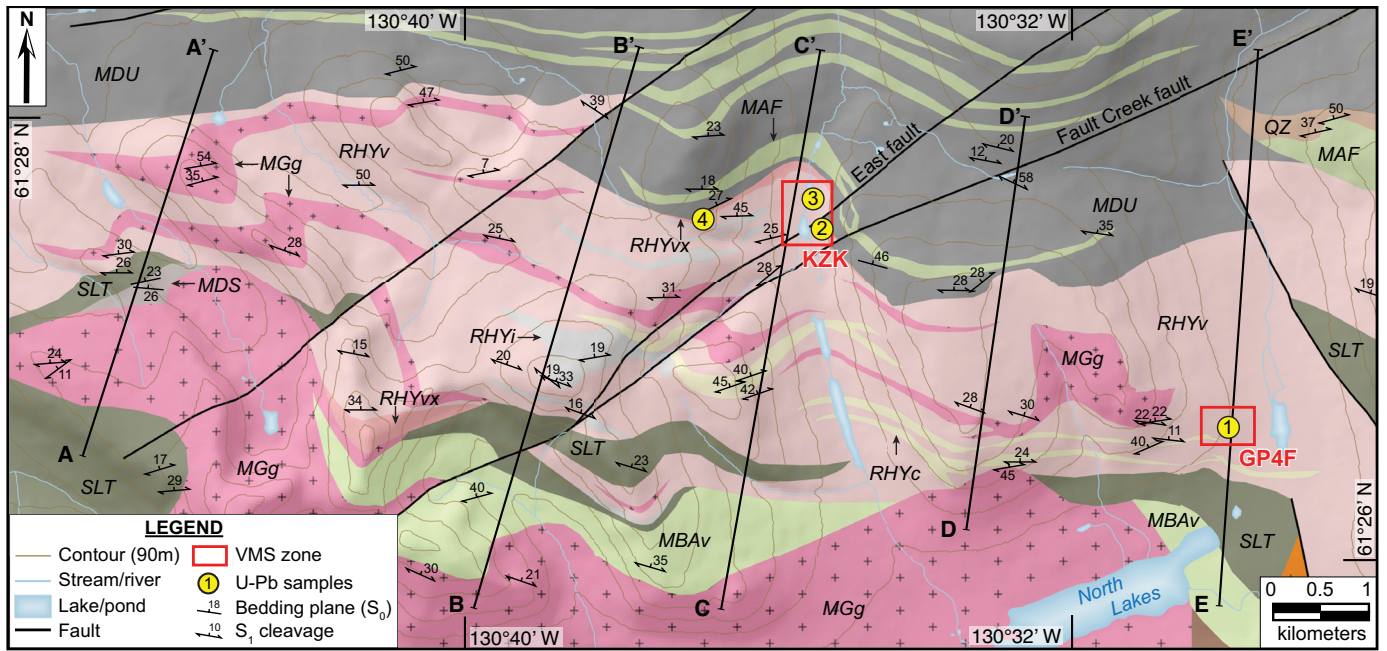 N
130°40' W
130°32' W
A'
B'
C'
E'
D'
MDU
50
47
39
MAF
23
East fault
Fault Creek fault
20
12
58
QZ
37
50
MAF
61°28' N
54
35
MGg
RHYv
50
7
18
27
4
45
3
2
KZK
25
RHYvx
MDU
35
46
28
28
30
26
SLT
23
26
MDS
28
25
28
31
19
RHYv
SLT
RHYi
20
19
19
33
15
24
11
MGg
40
45
42
34
RHYvx
16
28
30
22
22
11
40
1
GP4F
A
SLT
17
29
MGg
SLT
23
RHYc
24
45
D
61°26' N
40
MBAv
35
30
21
B
C
MGg
MBAv
SLT
North
Lakes
E
LEGEND
Contour (90m)
Stream/river
Lake/pond
Fault
VMS zone
1
U-Pb samples
18
Bedding plane (S0)
10
S1 cleavage
130°40' W
130°32' W
0 0.5 1
kilometers